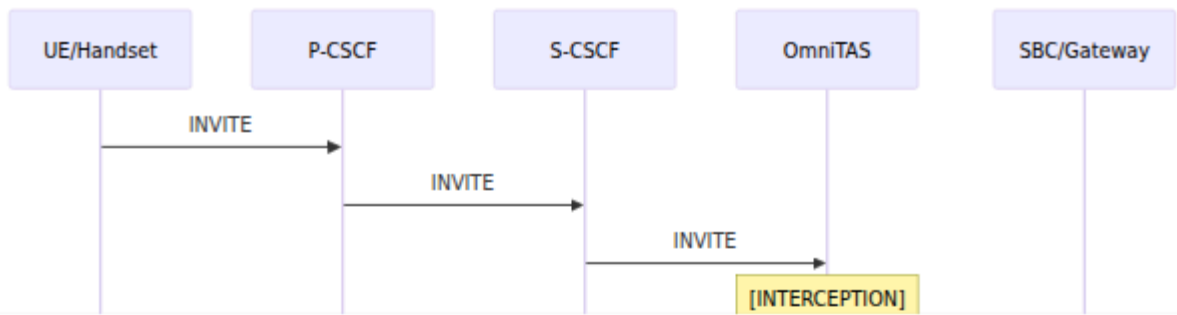 UE/Handset
P-CSCF
S-CSCF
OmniTAS
SBC/Gateway
INVITE
INVITE
INVITE
[INTERCEPTION]